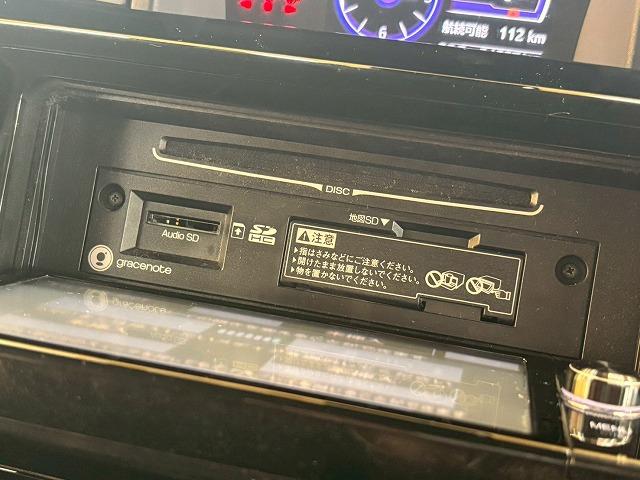 6
航続可能 112 km
DISC
地図SD▼
Audio SD
SD
HC
注意
▶指はさみなどにご注意ください。
▶開けたまま放置しないでください。
▶物を置かないでください。
gracenote
gracenote
MENU